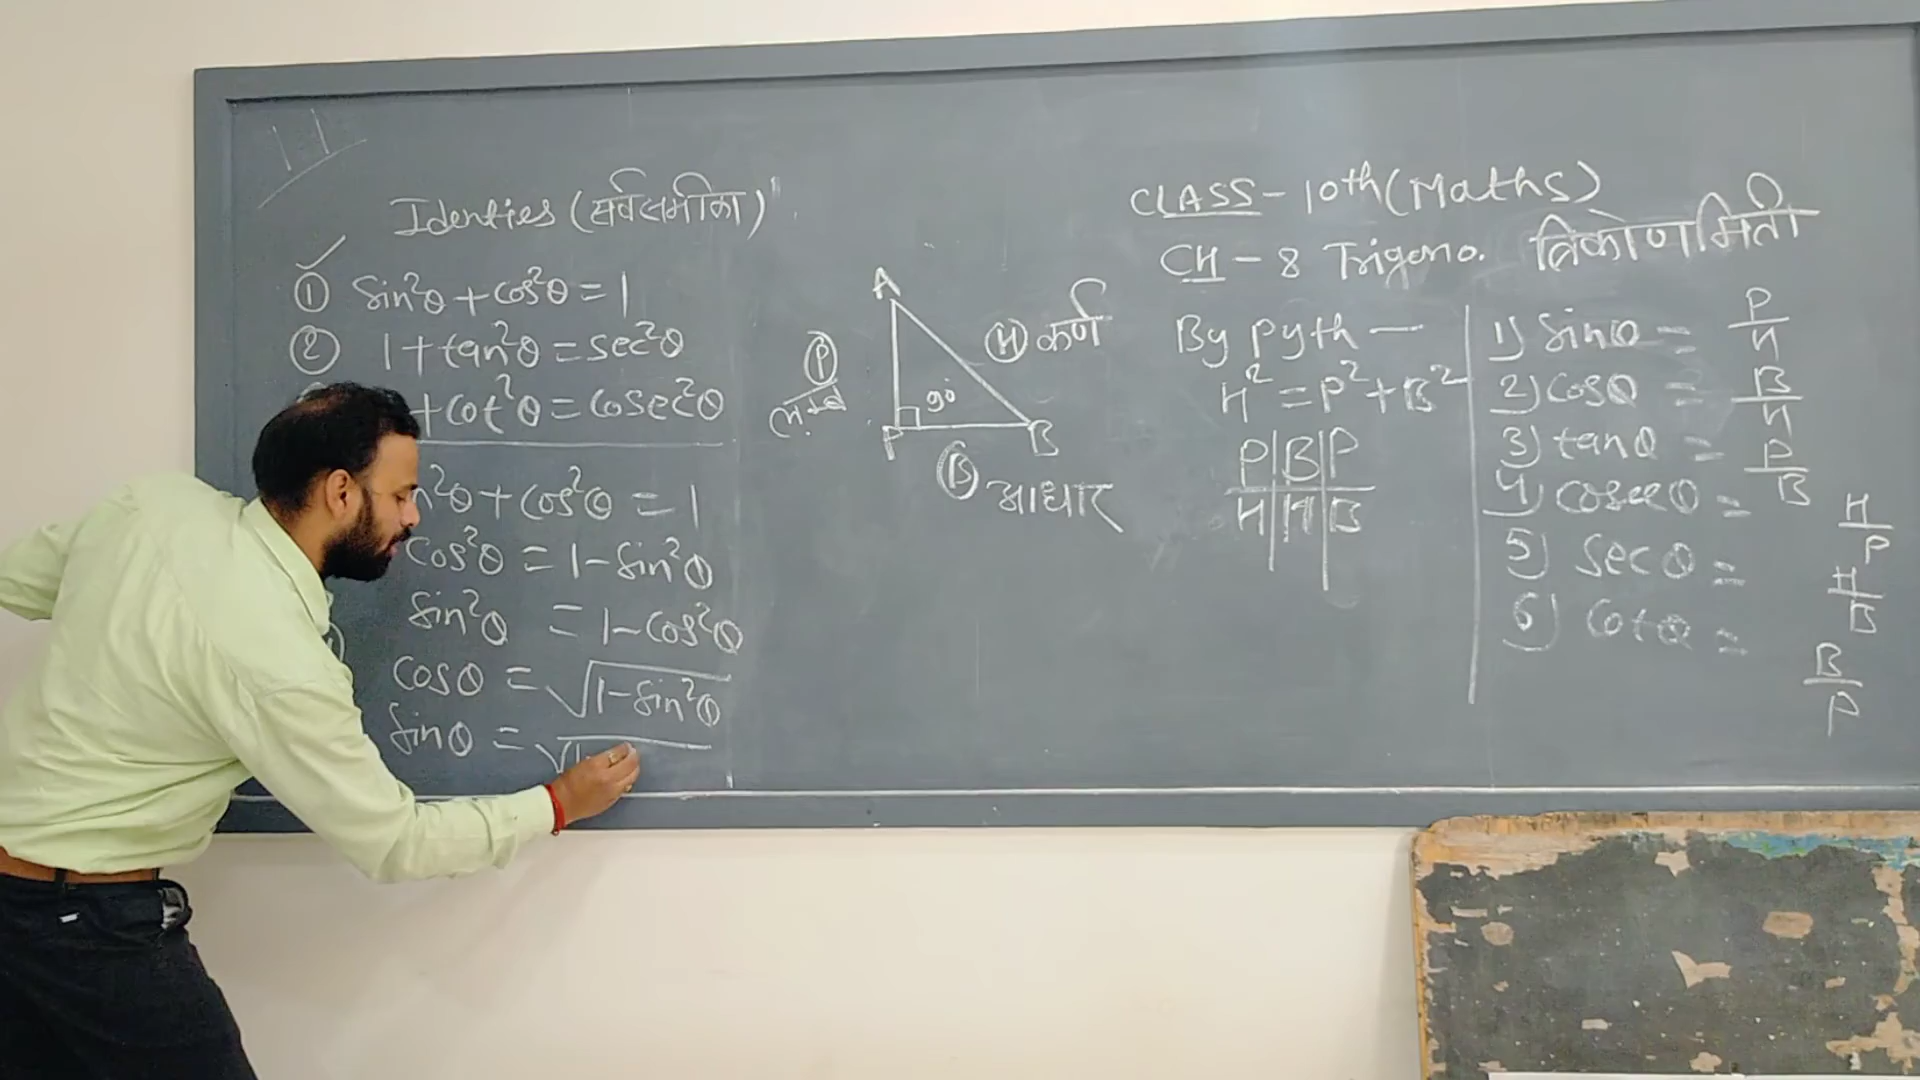 11
Identies (सर्वसमीका)
① Sin²θ + cos²θ = 1
② 1 + tan²θ = sec²θ
+ cot²θ = cosec²θ
n²θ + cos²θ = 1
cos²θ = 1 - sin²θ
sin²θ = 1 - cos²θ
cosθ = √1 - sin²θ
sinθ = √1
A
Ⓟ
Ⓗ कर्ण
90°
P
B
Ⓑ आधार
CLASS - 10th (Maths)
CH - 8 Trigono. त्रिकोणमिती
By Pyth —
H² = P² + B²
P|B|P
H|H|B
1) Sinθ = P/H
2) Cosθ = B/H
3) tanθ = P/B
4) Cosecθ = H/P
5) Secθ = H/B
6) Cotθ = B/P